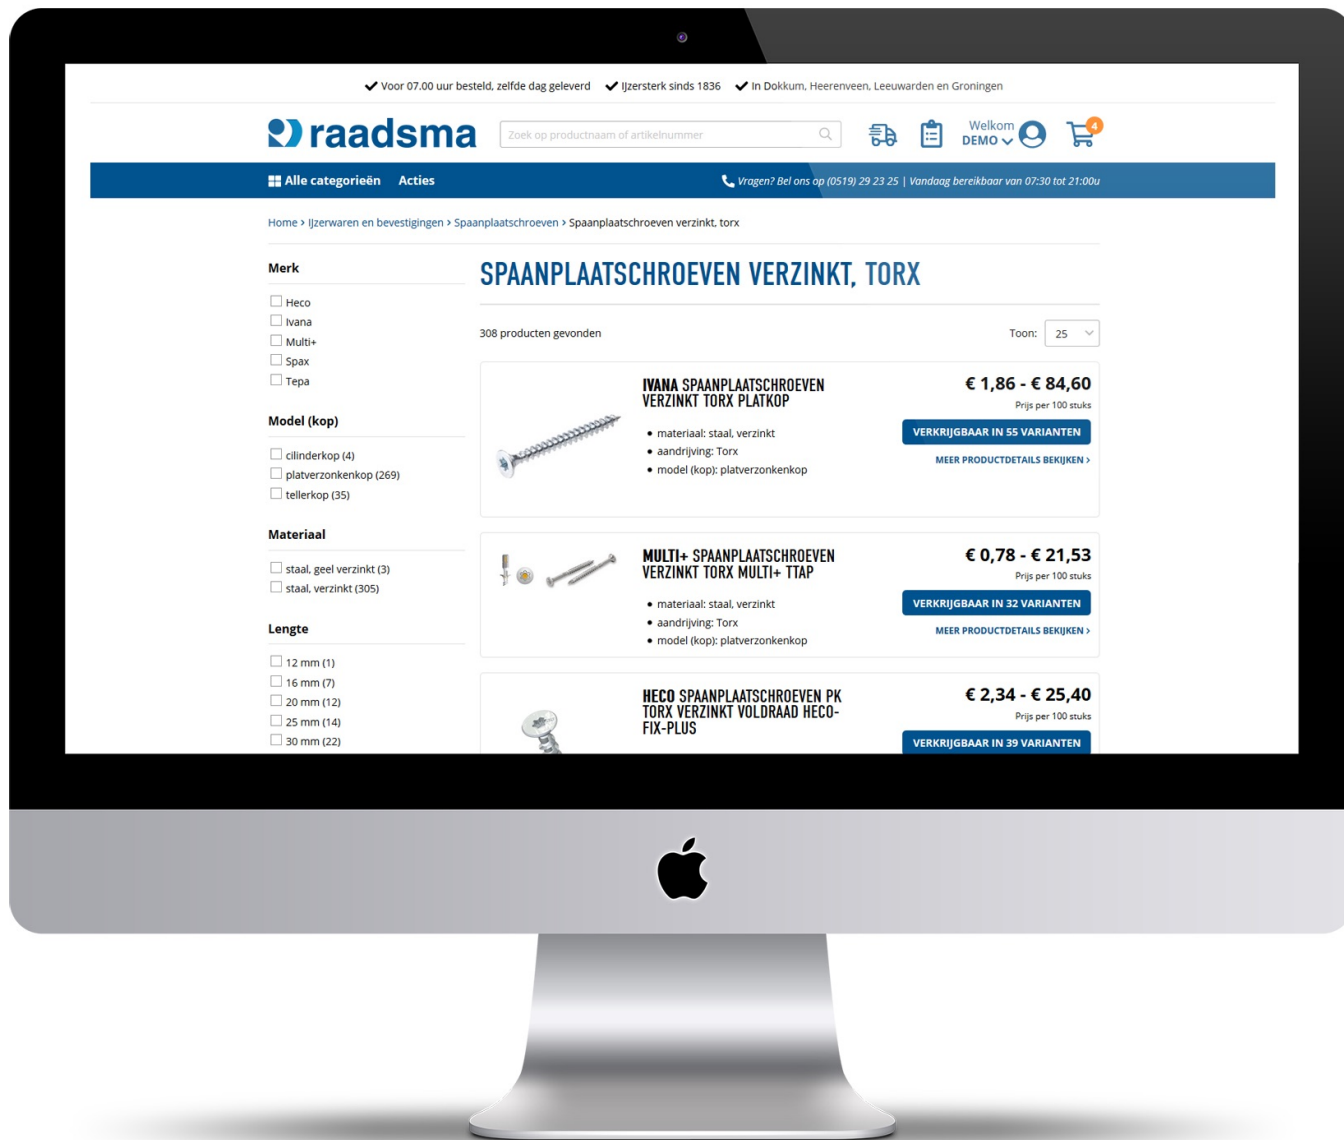 Voor 07.00 uur besteld, zelfde dag geleverd IJzersterk sinds 1836 In Dokkum, Heerenveen, Leeuwarden en Groningen
raadsma
Zoek op productnaam of artikelnummer
Welkom
DEMO
4
Alle categorieën Acties
Vragen? Bel ons op (0519) 29 23 25 | Vandaag bereikbaar van 07:30 tot 21:00u
Home > IJzerwaren en bevestigingen > Spaanplaatschroeven > Spaanplaatschroeven verzinkt, torx
Merk
Heco
Ivana
Multi+
Spax
Tepa
Model (kop)
cilinderkop (4)
platverzonkenkop (269)
tellerkop (35)
Materiaal
staal, geel verzinkt (3)
staal, verzinkt (305)
Lengte
12 mm (1)
16 mm (7)
20 mm (12)
25 mm (14)
30 mm (22)
SPAANPLAATSCHROEVEN VERZINKT, TORX
308 producten gevonden
Toon: 25
IVANA SPAANPLAATSCHROEVEN
VERZINKT TORX PLATKOP
• materiaal: staal, verzinkt
• aandrijving: Torx
• model (kop): platverzonkenkop
€ 1,86 - € 84,60
Prijs per 100 stuks
VERKRIJGBAAR IN 55 VARIANTEN
MEER PRODUCTDETAILS BEKIJKEN >
MULTI+ SPAANPLAATSCHROEVEN
VERZINKT TORX MULTI+ TTAP
• materiaal: staal, verzinkt
• aandrijving: Torx
• model (kop): platverzonkenkop
€ 0,78 - € 21,53
Prijs per 100 stuks
VERKRIJGBAAR IN 32 VARIANTEN
MEER PRODUCTDETAILS BEKIJKEN >
HECO SPAANPLAATSCHROEVEN PK
TORX VERZINKT VOLDRAAD HECO-
FIX-PLUS
€ 2,34 - € 25,40
Prijs per 100 stuks
VERKRIJGBAAR IN 39 VARIANTEN